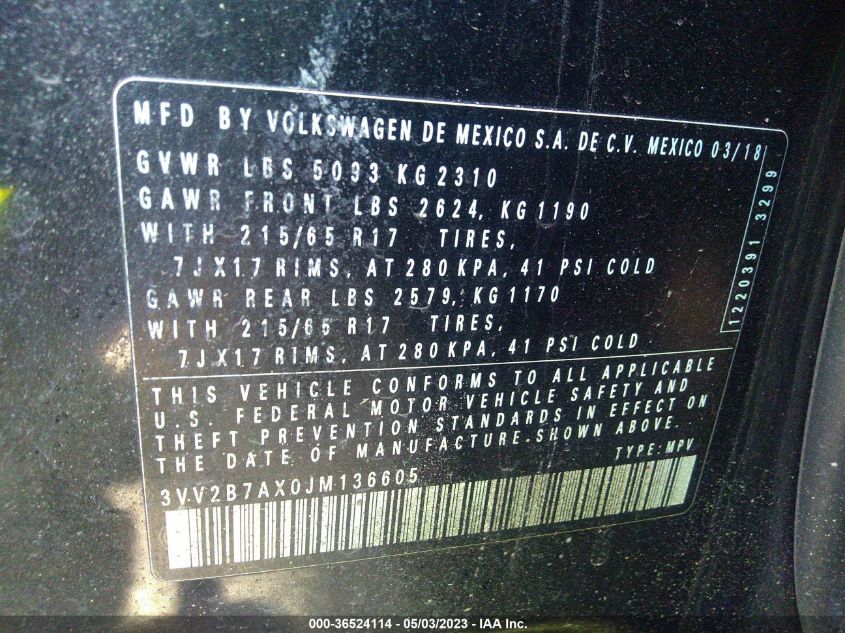 MFD BY VOLKSWAGEN DE MEXICO S.A. DE C.V. MEXICO 03/18
GVWR LBS 5093 KG 2310
GAWR FRONT LBS 2624, KG 1190
WITH 215/65 R17 TIRES,
7JX17 RIMS, AT 280 KPA, 41 PSI COLD
GAWR REAR LBS 2579, KG 1170
WITH 215/65 R17 TIRES,
7JX17 RIMS, AT 280 KPA, 41 PSI COLD
1220391 3299
THIS VEHICLE CONFORMS TO ALL APPLICABLE
U.S. FEDERAL MOTOR VEHICLE SAFETY AND
THEFT PREVENTION STANDARDS IN EFFECT ON
THE DATE OF MANUFACTURE SHOWN ABOVE.
TYPE: MPV
3VV2B7AX0JM136605
000-36524114 - 05/03/2023 - IAA Inc.